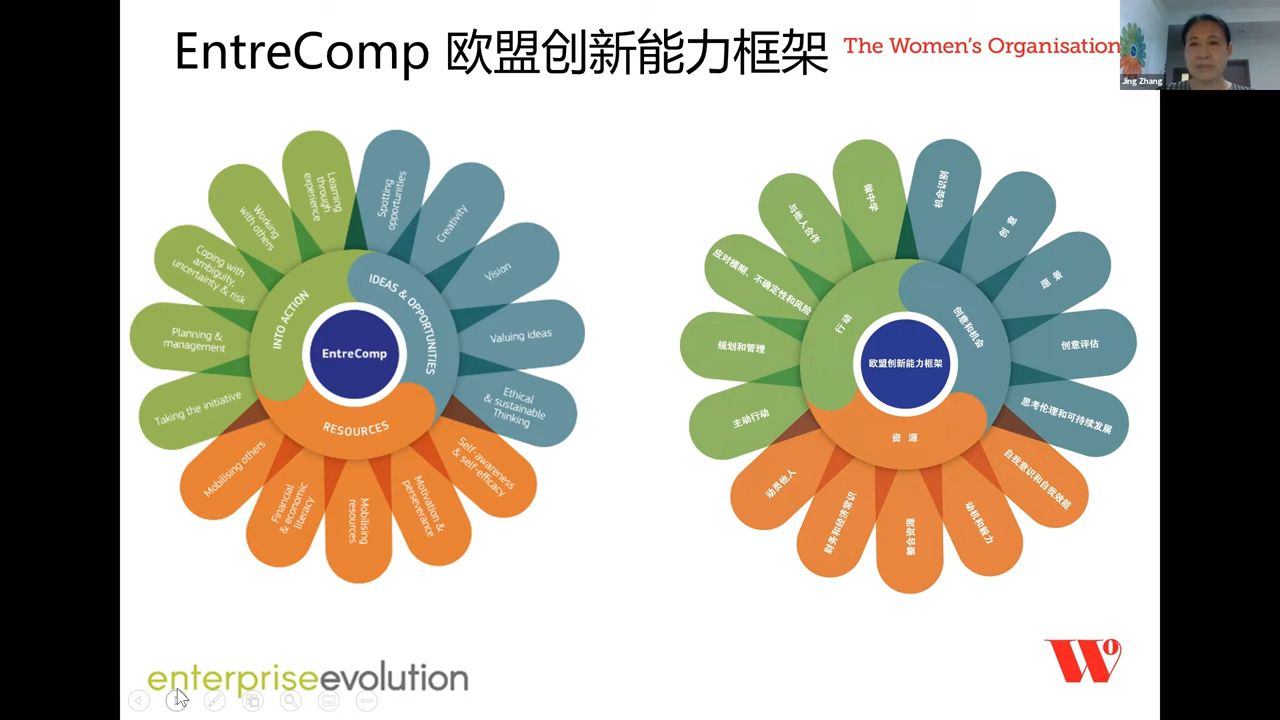 EntreComp 欧盟创新能力框架
The Women's Organisation
Jing Zhang
Learning
through
experience
Spotting
opportunities
Working
with others
Creativity
Coping with
ambiguity,
uncertainty & risk
Vision
Planning &
management
Valuing ideas
Taking the initiative
Ethical
& sustainable
Thinking
Mobilising others
Self-awareness
& self-efficacy
Financial
& economic
literacy
Mobilising
resources
Motivation &
perseverance
INTO ACTION
IDEAS & OPPORTUNITIES
RESOURCES
EntreComp
做中学
机会识别
与他人合作
创意
应对模糊、不确定性和风险
愿景
规划和管理
创意评估
主动行动
思考伦理和可持续发展
动员他人
自我意识和自我效能
财务和经济常识
整合资源
动机和毅力
行动
创意和机会
资源
欧盟创新能力框架
enterpriseevolution
WO